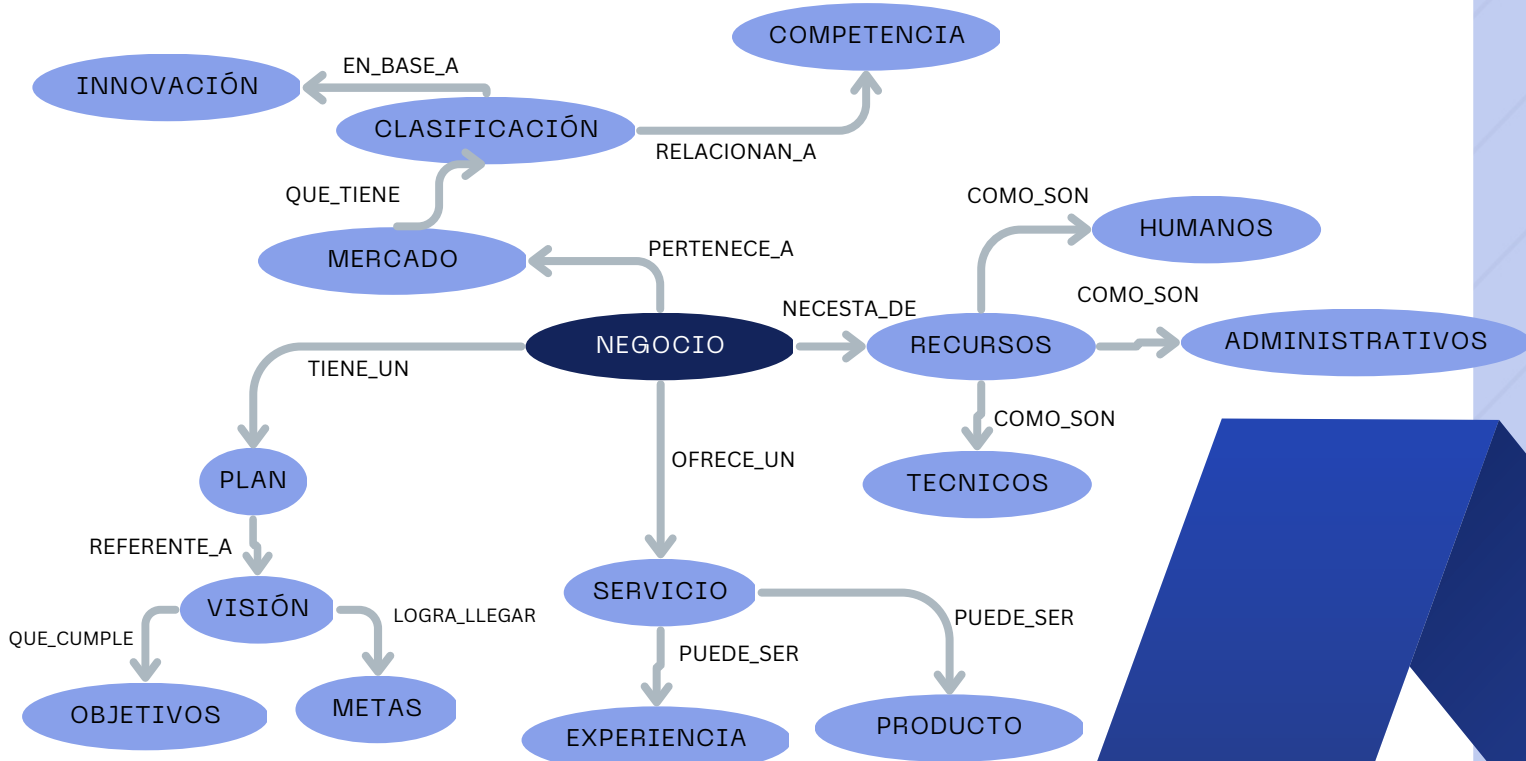 COMPETENCIA
EN_BASE_A
INNOVACIÓN
CLASIFICACIÓN
RELACIONAN_A
QUE_TIENE
COMO_SON
HUMANOS
MERCADO
PERTENECE_A
COMO_SON
NECESTA_DE
NEGOCIO
RECURSOS
ADMINISTRATIVOS
TIENE_UN
COMO_SON
OFRECE_UN
PLAN
TECNICOS
REFERENTE_A
SERVICIO
VISIÓN
LOGRA_LLEGAR
PUEDE_SER
QUE_CUMPLE
PUEDE_SER
OBJETIVOS
METAS
PRODUCTO
EXPERIENCIA